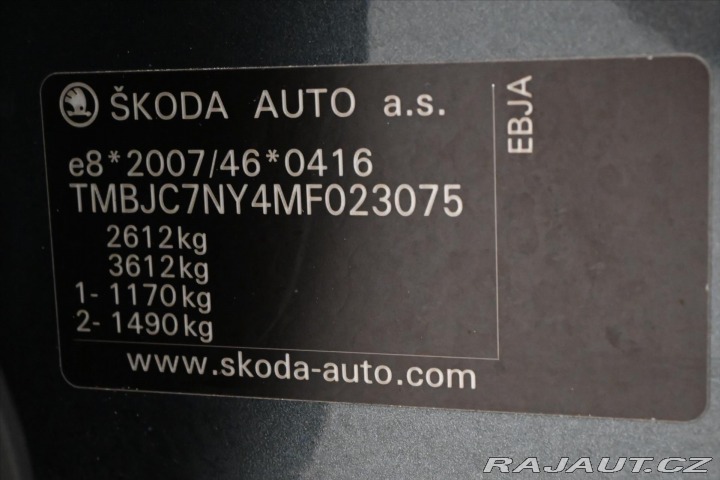 ŠKODA AUTO a.s.
EBJA
e8*2007/46*0416
TMBJC7NY4MF023075
2612kg
3612kg
1- 1170kg
2- 1490kg
www.skoda-auto.com
RAJAUT.CZ